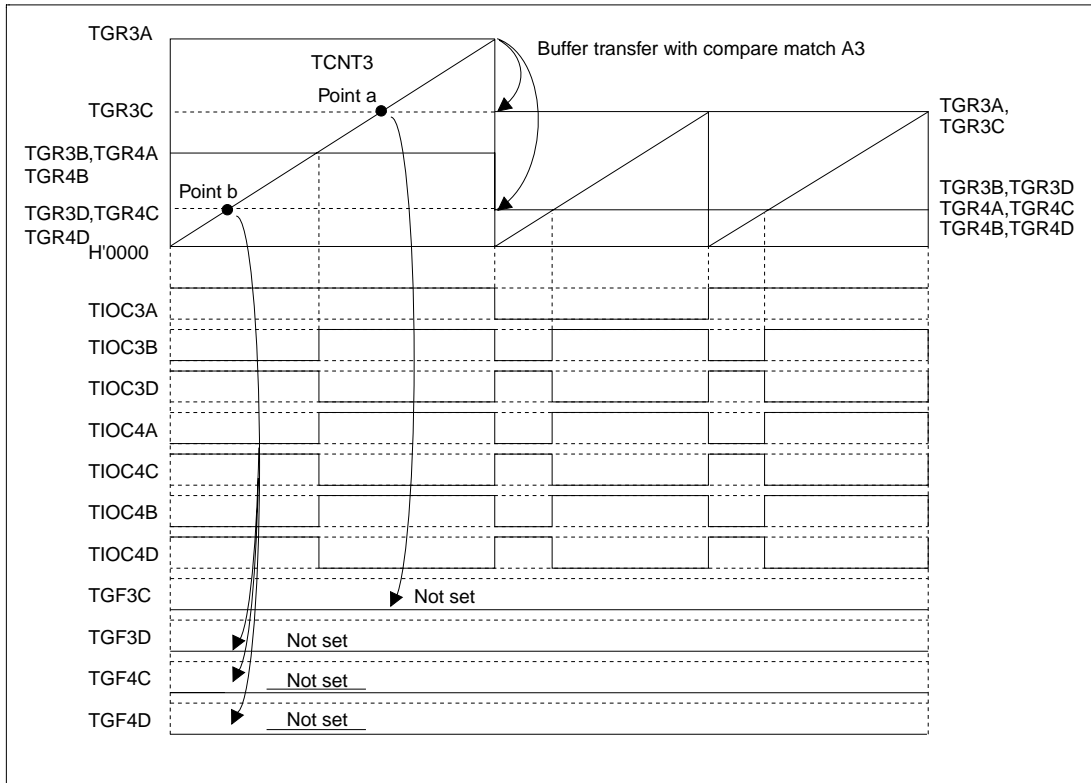 TGR3A
Buffer transfer with compare match A3
TCNT3
Point a
TGR3C
TGR3A,
TGR3C
TGR3B,TGR4A
TGR4B
Point b
TGR3D,TGR4C
TGR4D
TGR3B,TGR3D
TGR4A,TGR4C
TGR4B,TGR4D
H'0000
TIOC3A
TIOC3B
TIOC3D
TIOC4A
TIOC4C
TIOC4B
TIOC4D
TGF3C
Not set
TGF3D
Not set
TGF4C
Not set
TGF4D
Not set